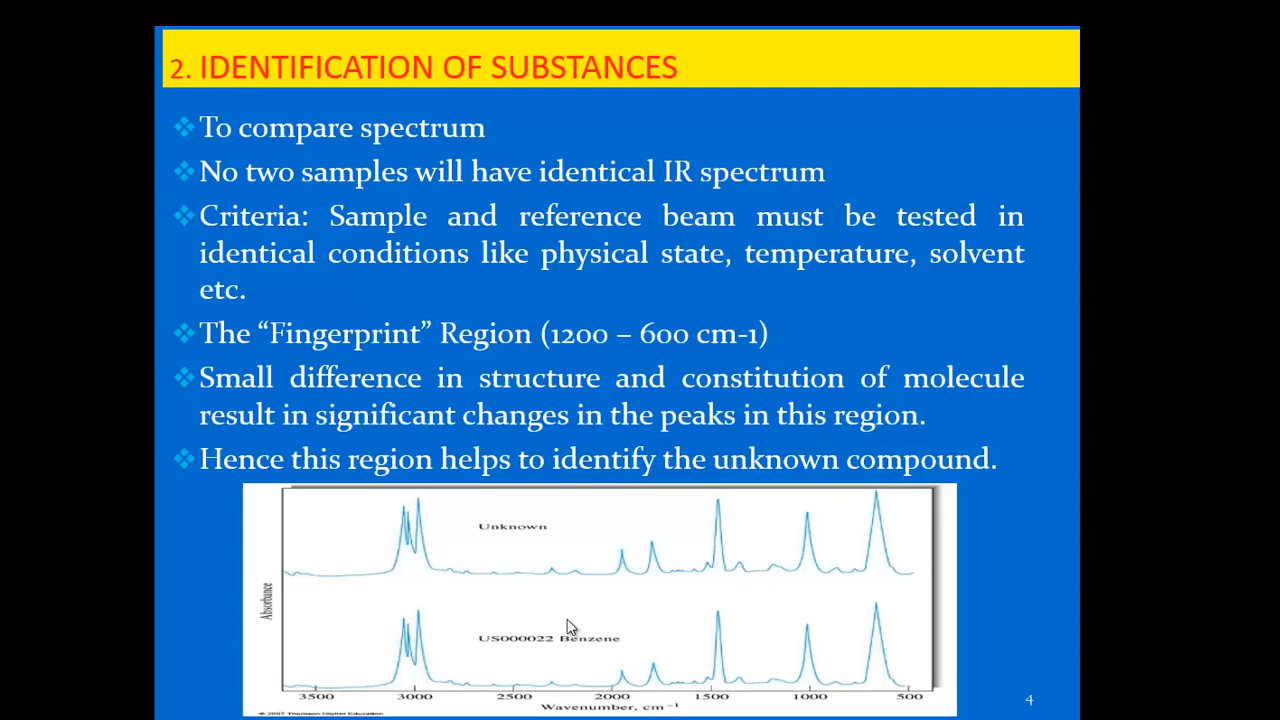 2. IDENTIFICATION OF SUBSTANCES
To compare spectrum
No two samples will have identical IR spectrum
Criteria: Sample and reference beam must be tested in
identical conditions like physical state, temperature, solvent
etc.
The “Fingerprint” Region (1200 – 600 cm-1)
Small difference in structure and constitution of molecule
result in significant changes in the peaks in this region.
Hence this region helps to identify the unknown compound.
Unknown
Absorbance
US000022 Benzene
3500 3000 2500 2000 1500 1000 500
Wavenumber, cm⁻¹
© 2007 Thomson Higher Education
4